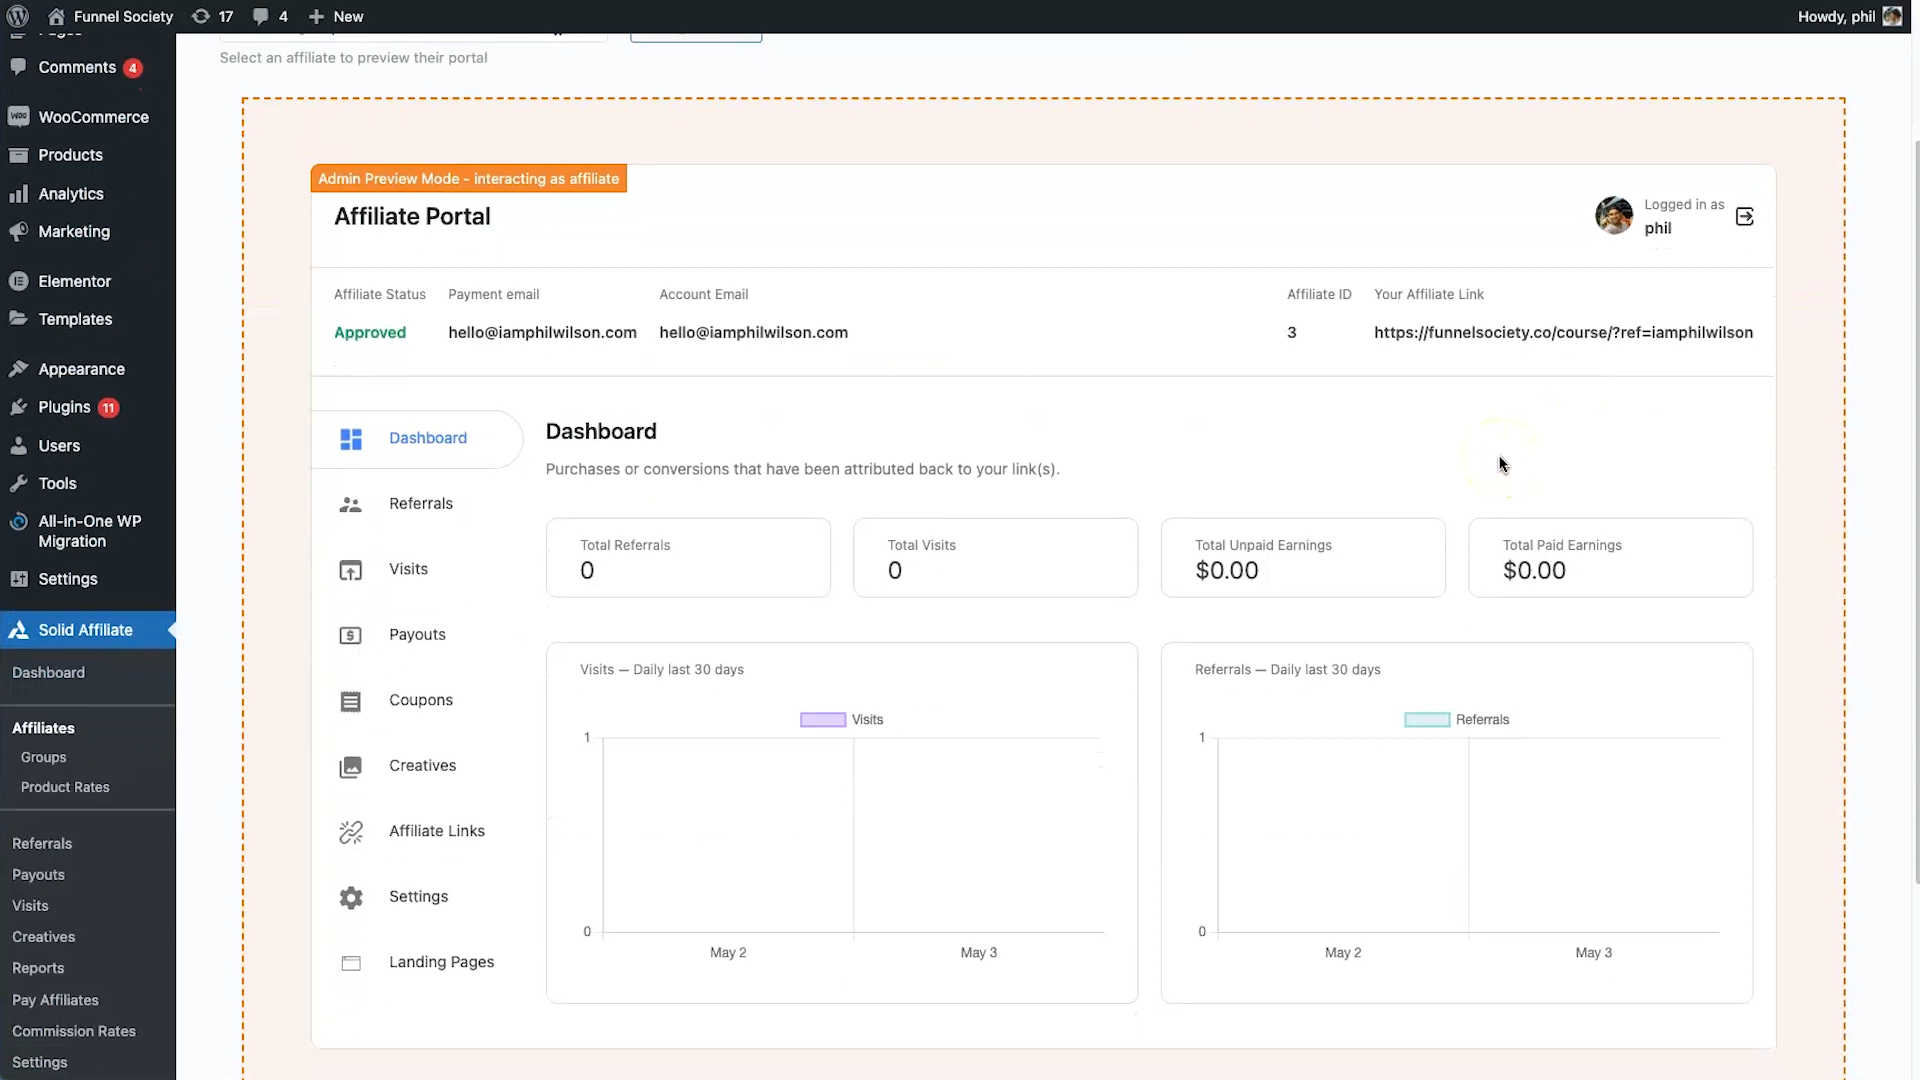 Funnel Society
17
4
New
Howdy, phil
Pages
Comments 4
WooCommerce
Products
Analytics
Marketing
Elementor
Templates
Appearance
Plugins 11
Users
Tools
All-in-One WP
Migration
Settings
Solid Affiliate
Dashboard
Affiliates
Groups
Product Rates
Referrals
Payouts
Visits
Creatives
Reports
Pay Affiliates
Commission Rates
Settings
Select an affiliate to preview their portal
Admin Preview Mode - interacting as affiliate
Affiliate Portal
Logged in as
phil
Affiliate Status Payment email Account Email Affiliate ID Your Affiliate Link
Approved hello@iamphilwilson.com hello@iamphilwilson.com 3 https://funnelsociety.co/course/?ref=iamphilwilson
Dashboard
Referrals
Visits
Payouts
Coupons
Creatives
Affiliate Links
Settings
Landing Pages
Dashboard
Purchases or conversions that have been attributed back to your link(s).
Total Referrals
0
Total Visits
0
Total Unpaid Earnings
$0.00
Total Paid Earnings
$0.00
Visits — Daily last 30 days
Visits
1
0
May 2 May 3
Referrals — Daily last 30 days
Referrals
1
0
May 2 May 3